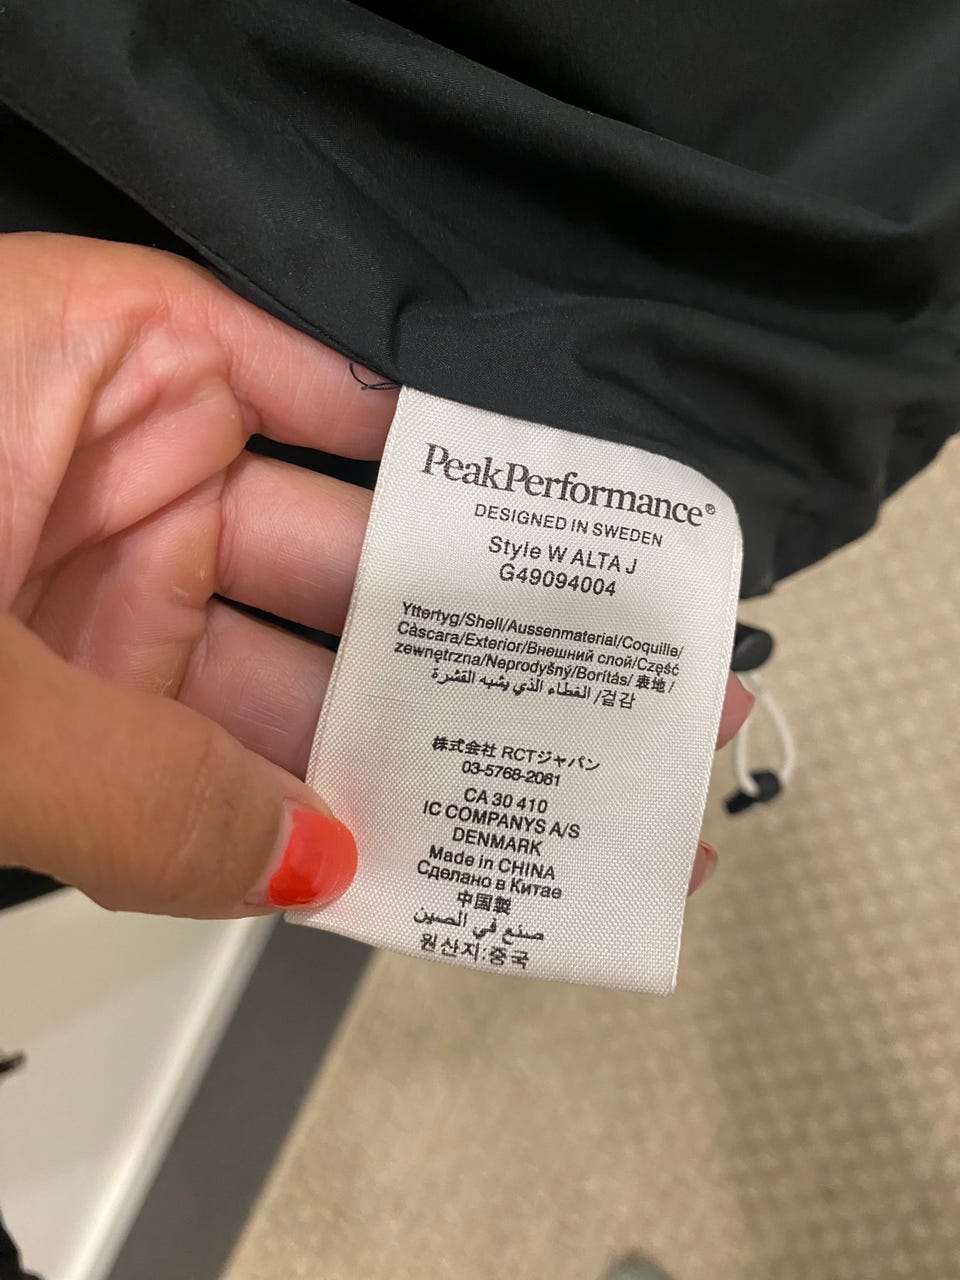 PeakPerformance®
DESIGNED IN SWEDEN
Style W ALTA J
G49094004
Yttertyg/Shell/Aussenmaterial/Coquille/
Càscara/Exterior/Внешний слой/Część
zewnętrzna/Neprodyšný/Borítás/ 表地 /
겉감/ الغطاء الذي يشبه القشرة
株式会社 RCTジャパン
03-5768-2061
CA 30 410
IC COMPANYS A/S
DENMARK
Made in CHINA
Сделано в Китае
中国製
صنع في الصين
원산지:중국